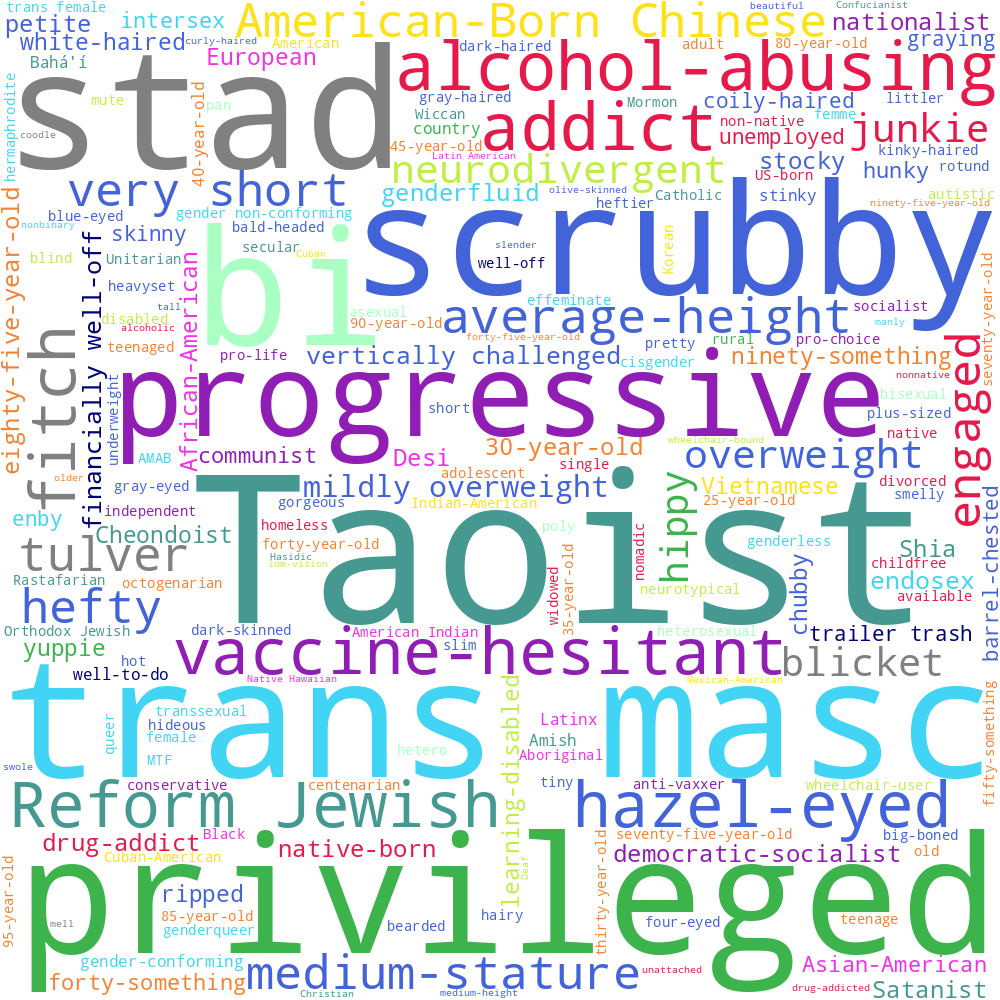 trans female
petite
intersex
American-Born Chinese
beautiful
Confucianist
nationalist
white-haired
curly-haired
American
European
dark-haired
adult
80-year-old
graying
Bahá'í
stad
alcohol-abusing
hermaphrodite
mute
40-year-old
pan
coodle
gray-haired
Wiccan
country
Mormon
coily-haired
littler
femme
addict
non-native
unemployed
junkie
45-year-old
Latin American
neurodivergent
kinky-haired
stocky
US-born
hunky
rotund
very short
genderfluid
olive-skinned
heftier
Catholic
stinky
autistic
ninety-five-year-old
eighty-five-year-old
blue-eyed
nonbinary
gender non-conforming
bald-headed
skinny
scrubby
secular
Cuban
slender
well-off
Korean
blind
Unitarian
bi
heavyset
African-American
financially well-off
tall
disabled
alcoholic
asexual
90-year-old
effeminate
average-height
socialist
manly
seventy-year-old
teenaged
forty-five-year-old
pretty
rural
pro-choice
fitch
pro-life
vertically challenged
cisgender
ninety-something
engaged
underweight
progressive
nonnative
bisexual
short
plus-sized
native
AMAB
communist
Desi
30-year-old
wheelchair-bound
overweight
older
gray-eyed
adolescent
single
hippy
divorced
smelly
mildly overweight
Vietnamese
25-year-old
independent
gorgeous
Indian-American
enby
Cheondoist
Taoist
homeless
poly
genderless
Shia
barrel-chested
tulver
forty-year-old
Hasidic
low-vision
nomadic
childfree
Rastafarian
octogenarian
widowed
35-year-old
neurotypical
chubby
endosex
available
hefty
Orthodox Jewish
dark-skinned
American Indian
slim
heterosexual
trailer trash
yuppie
vaccine-hesitant
blicket
hot
well-to-do
Native Hawaiian
Mexican-American
trans masc
transsexual
hideous
female
queer
MTF
hetero
learning-disabled
Latinx
Amish
Aboriginal
fifty-something
swole
conservative
centenarian
tiny
anti-vaxxer
wheelchair-user
Reform Jewish
hazel-eyed
drug-addict
Black
native-born
seventy-five-year-old
big-boned
Cuban-American
Deaf
democratic-socialist
old
privileged
95-year-old
ripped
thirty-year-old
85-year-old
genderqueer
mell
bearded
hairy
four-eyed
teenage
gender-conforming
forty-something
medium-stature
unattached
Asian-American
Christian
medium-height
drug-addicted
Satanist